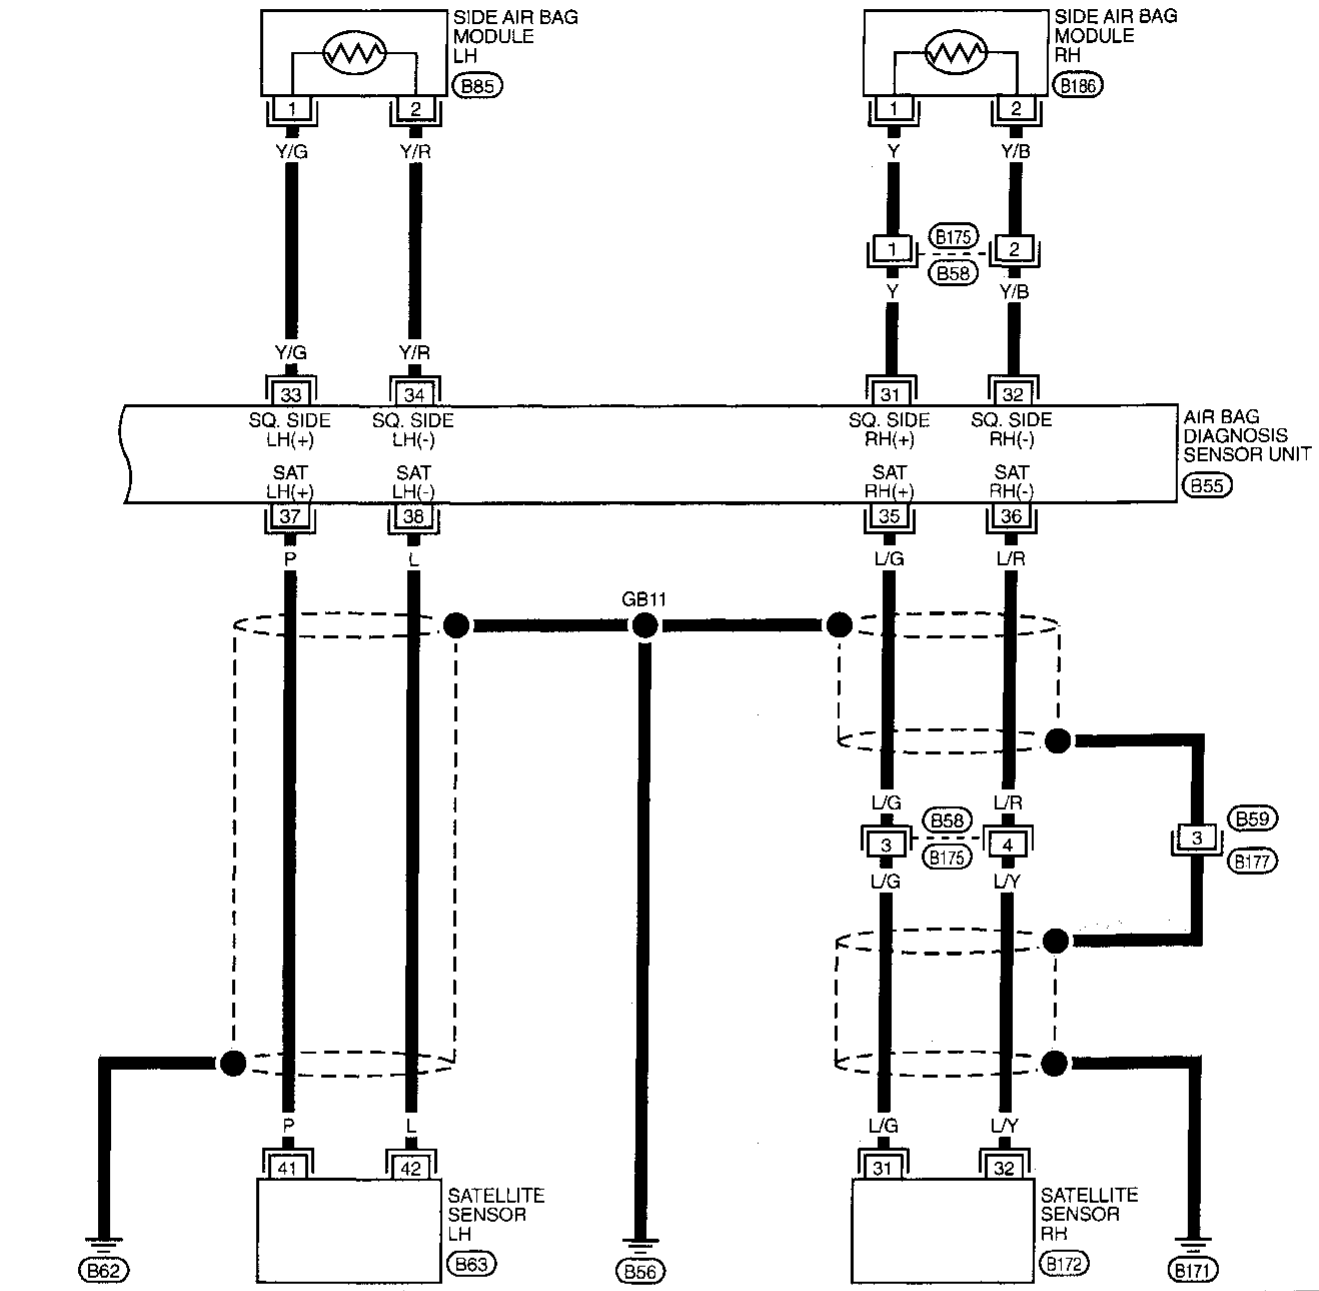 SIDE AIR BAG
MODULE
LH
B85
SIDE AIR BAG
MODULE
RH
B186
1 2 1 2
Y/G Y/R Y Y/B
1 B175 2
B58
Y Y/B
Y/G Y/R
33 34 31 32
SQ. SIDE LH(+)
SQ. SIDE LH(-)
SQ. SIDE RH(+)
SQ. SIDE RH(-)
AIR BAG
DIAGNOSIS
SENSOR UNIT
B55
SAT LH(+)
SAT LH(-)
SAT RH(+)
SAT RH(-)
37 38 35 36
P L L/G L/R
GB11
L/G L/R
3 B58 4
B175
B59
3
B177
L/G L/Y
P L L/G L/Y
41 42 31 32
SATELLITE
SENSOR
LH
B63
SATELLITE
SENSOR
RH
B172
B62 B56 B171